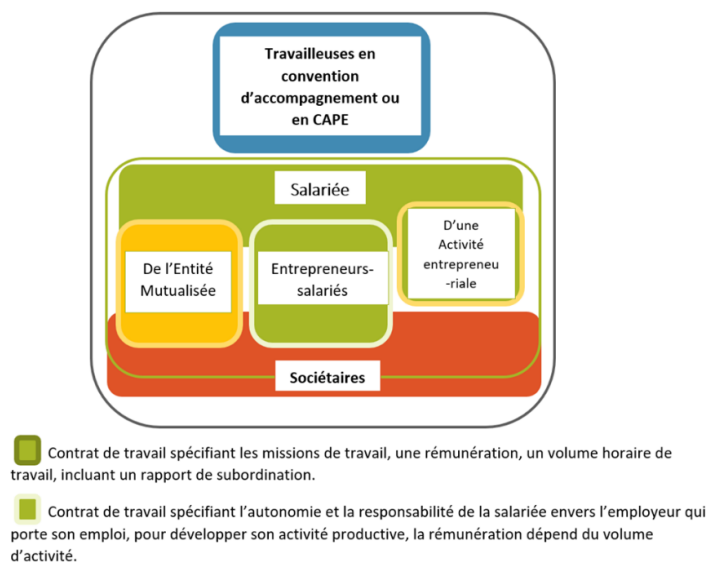 Travailleuses en
convention
d'accompagnement ou
en CAPE
Salariée
De l'Entité
Mutualisée
Entrepreneurs-
salariés
D'une
Activité
entrepreneu
-riale
Sociétaires
Contrat de travail spécifiant les missions de travail, une rémunération, un volume horaire de
travail, incluant un rapport de subordination.
Contrat de travail spécifiant l'autonomie et la responsabilité de la salariée envers l'employeur qui
porte son emploi, pour développer son activité productive, la rémunération dépend du volume
d'activité.